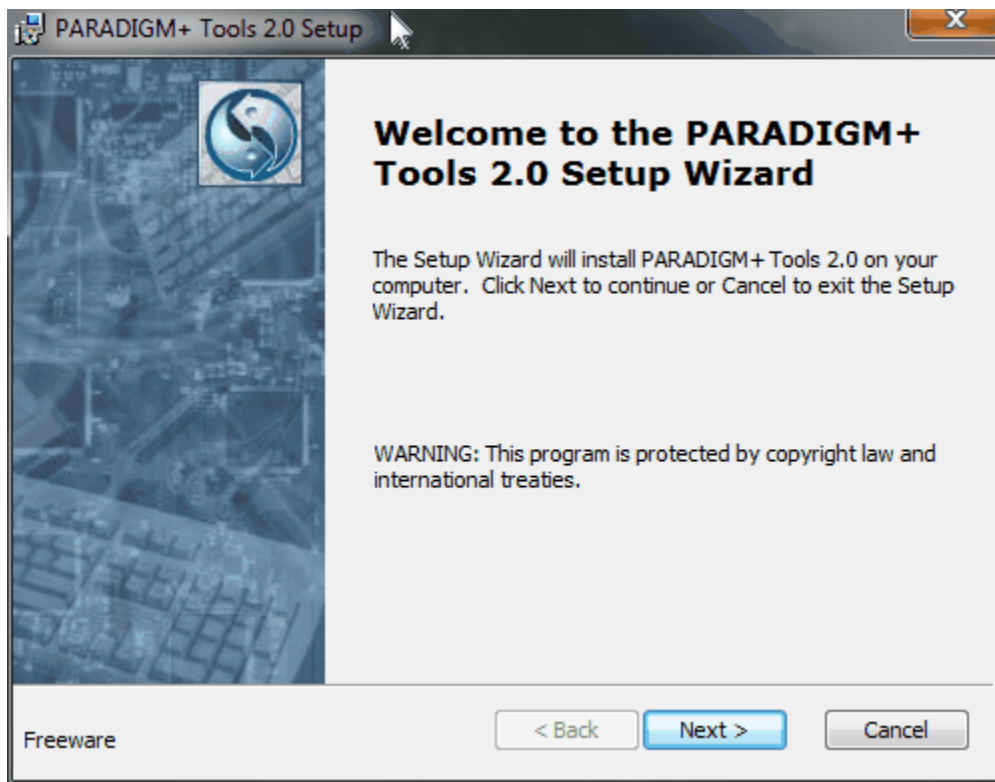 PARADIGM+ Tools 2.0 Setup
Welcome to the PARADIGM+
Tools 2.0 Setup Wizard
The Setup Wizard will install PARADIGM+ Tools 2.0 on your
computer. Click Next to continue or Cancel to exit the Setup
Wizard.
WARNING: This program is protected by copyright law and
international treaties.
Freeware
< Back
Next >
Cancel